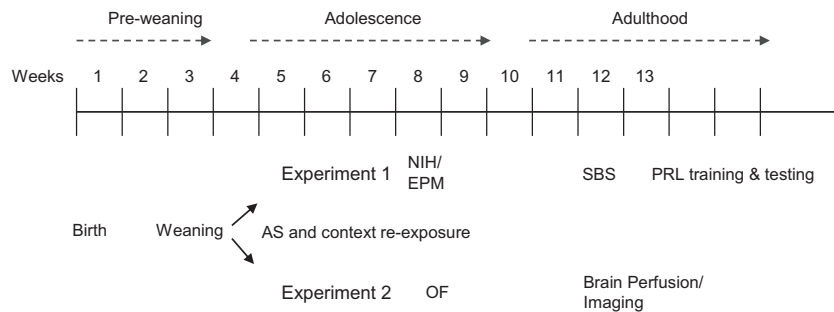 Pre-weaning Adolescence Adulthood
Weeks 1 2 3 4 5 6 7 8 9 10 11 12 13
Experiment 1 NIH/ SBS PRL training & testing
EPM
Birth Weaning AS and context re-exposure
Experiment 2 OF Brain Perfusion/
Imaging